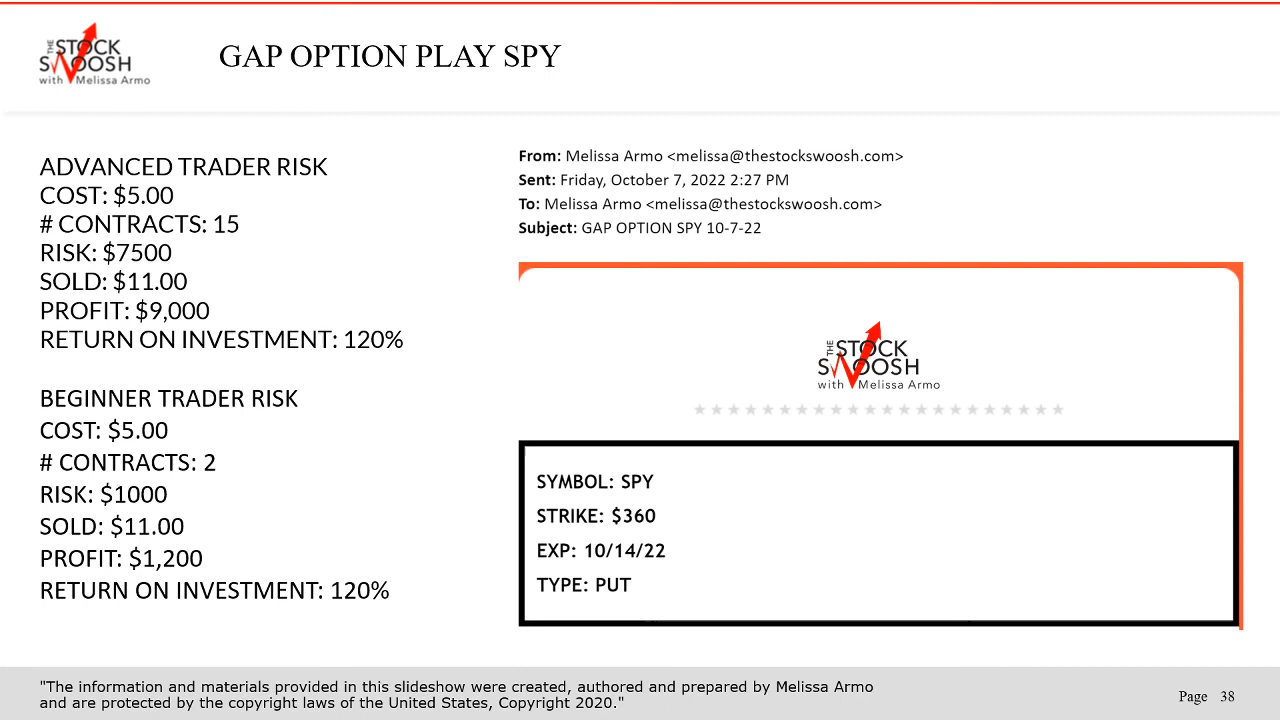 THE
STOCK
SWOOSH
with Melissa Armo
GAP OPTION PLAY SPY
ADVANCED TRADER RISK
COST: $5.00
# CONTRACTS: 15
RISK: $7500
SOLD: $11.00
PROFIT: $9,000
RETURN ON INVESTMENT: 120%
BEGINNER TRADER RISK
COST: $5.00
# CONTRACTS: 2
RISK: $1000
SOLD: $11.00
PROFIT: $1,200
RETURN ON INVESTMENT: 120%
From: Melissa Armo <melissa@thestockswoosh.com>
Sent: Friday, October 7, 2022 2:27 PM
To: Melissa Armo <melissa@thestockswoosh.com>
Subject: GAP OPTION SPY 10-7-22
THE
STOCK
SWOOSH
with Melissa Armo
SYMBOL: SPY
STRIKE: $360
EXP: 10/14/22
TYPE: PUT
"The information and materials provided in this slideshow were created, authored and prepared by Melissa Armo
and are protected by the copyright laws of the United States, Copyright 2020."
Page 38